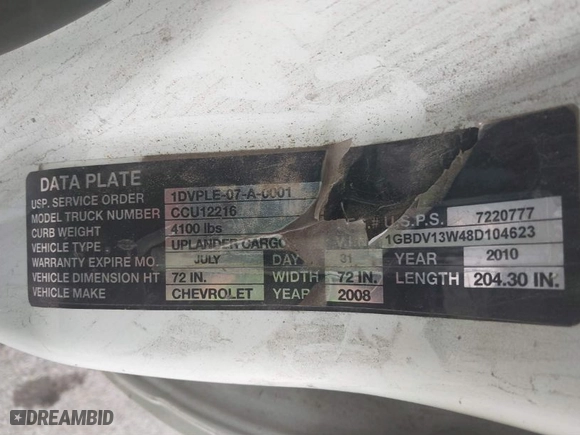 DATA PLATE
USP. SERVICE ORDER 1DVPLE-07-A-0001
MODEL TRUCK NUMBER CCU12216 # U.S.P.S. 7220777
CURB WEIGHT 4100 lbs 1GBDV13W48D104623
VEHICLE TYPE UPLANDER CARGO
WARRANTY EXPIRE MO. JULY DAY 31 YEAR 2010
VEHICLE DIMENSION HT 72 IN. WIDTH 72 IN. LENGTH 204.30 IN.
VEHICLE MAKE CHEVROLET YEAR 2008
DREAMBID